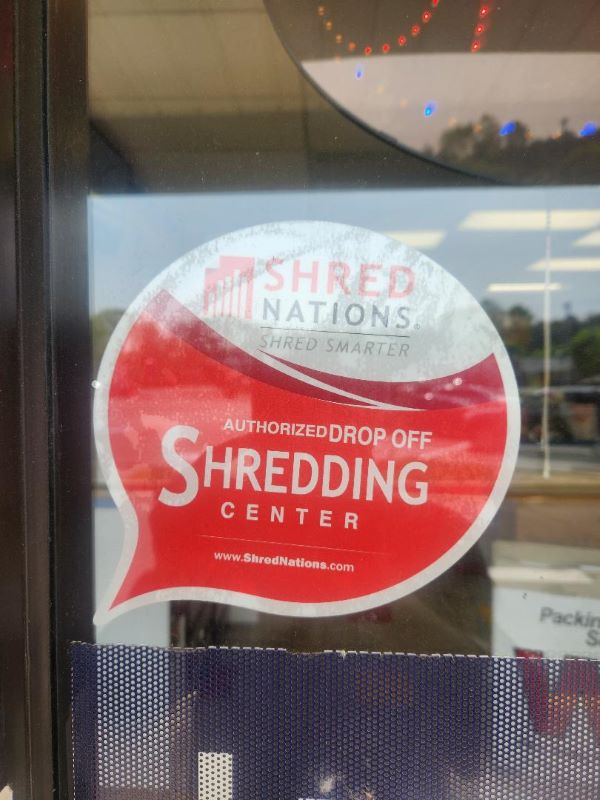 SHRED
NATIONS®
SHRED SMARTER
AUTHORIZED DROP OFF
SHREDDING
CENTER
www.ShredNations.com